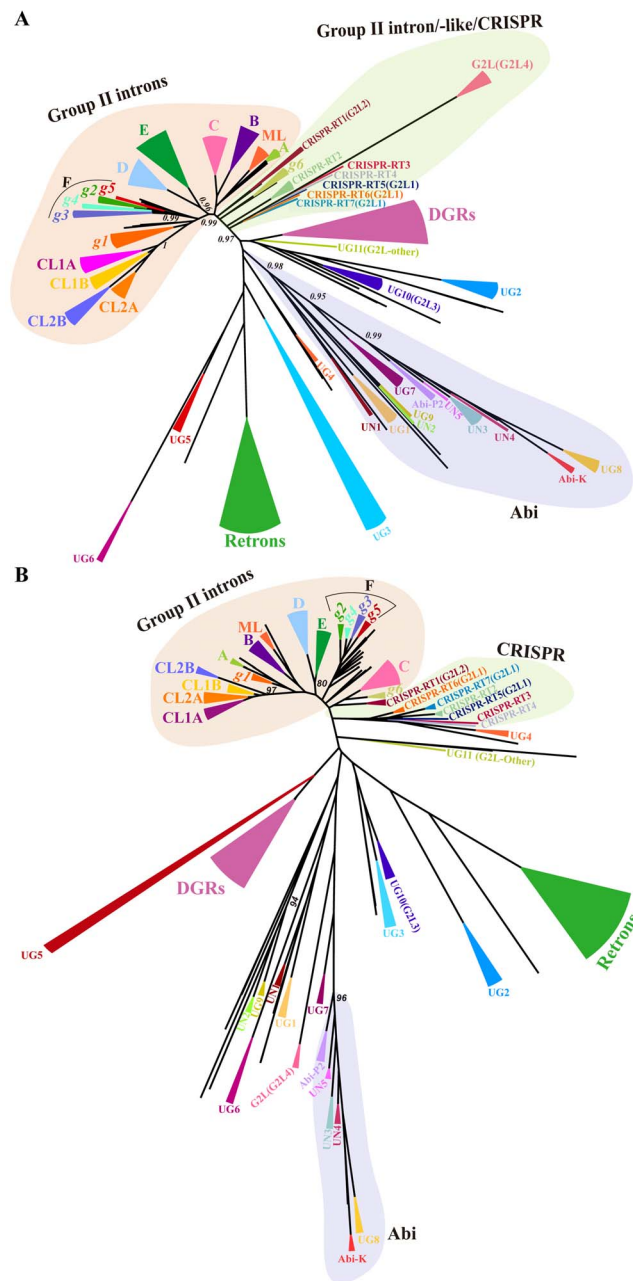 A
Group II intron/-like/CRISPR
G2L(G2L4)
Group II introns
B
C
ML
E
A
CRISPR-RT1(G2L2)
g6
CRISPR-RT2
D
F
g5
g2
g4
g3
CRISPR-RT3
CRISPR-RT4
CRISPR-RT5(G2L1)
CRISPR-RT6(G2L1)
CRISPR-RT7(G2L1)
0.96
0.99
0.99
0.97
DGRs
g1
1
UG11(G2L-other)
CL1A
CL1B
CL2A
CL2B
0.98
0.95
UG10(G2L3)
UG2
0.99
UG4
UG7
Abi-P2
UN5
UG9
UN2
UN1
UG1
UN3
UN4
UG5
UG8
Abi-K
Abi
Retrons
UG3
UG6
B
Group II introns
F
D
g2
g4
g3
g5
E
ML
B
A
C
CRISPR
CL2B
g1
80
g6
CL1B
97
CL2A
CL1A
CRISPR-RT1(G2L2)
CRISPR-RT6(G2L1)
CRISPR-RT7(G2L1)
CRISPR-RT5(G2L1)
CRISPR-RT3
CRISPR-RT4
UG4
UG11 (G2L-Other)
DGRs
94
UG10(G2L3)
UG3
Retrons
UG5
UG2
UN1
UG9
UG1
UG7
96
UG6
G2L(G2L4)
Abi-P2
UN5
UN3
UN4
Abi
UG8
Abi-K